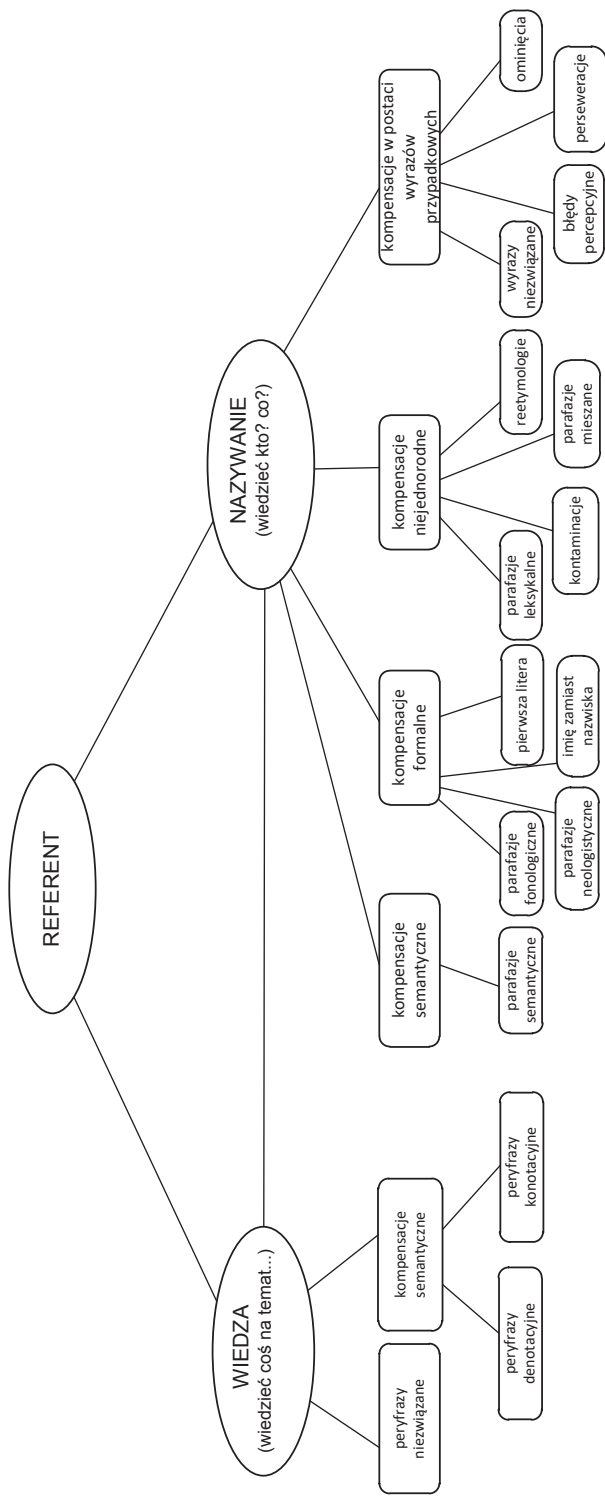 REFERENT
WIEDZA
(wiedzieć coś na temat...)
NAZYWANIE
(wiedzieć kto? co?)
peryfrazy
niezwiązane
kompensacje
semantyczne
kompensacje
semantyczne
kompensacje
formalne
kompensacje
niejednorodne
kompensacje w postaci
wyrazów
przypadkowych
peryfrazy
denotacyjne
peryfrazy
konotacyjne
parafazje
semantyczne
parafazje
fonologiczne
pierwsza litera
parafazje
leksykalne
reetymologie
wyrazy
niezwiązane
ominięcia
parafazje
neologistyczne
imię zamiast
nazwiska
kontaminacje
parafazje
mieszane
błędy
percepcyjne
perseweracje